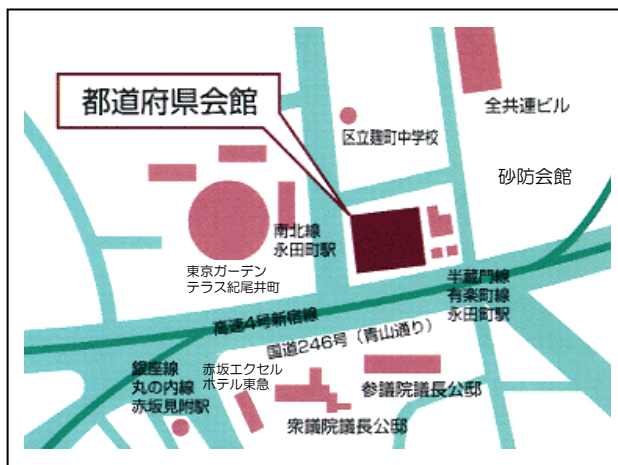 全共連ビル
都道府県会館
区立麹町中学校
砂防会館
南北線
永田町駅
東京ガーデン
テラス紀尾井町
半蔵門線
有楽町線
永田町駅
高速4号新宿線
国道246号（青山通り）
銀座線
丸の内線
赤坂見附駅
赤坂エクセル
ホテル東急
参議院議長公邸
衆議院議長公邸